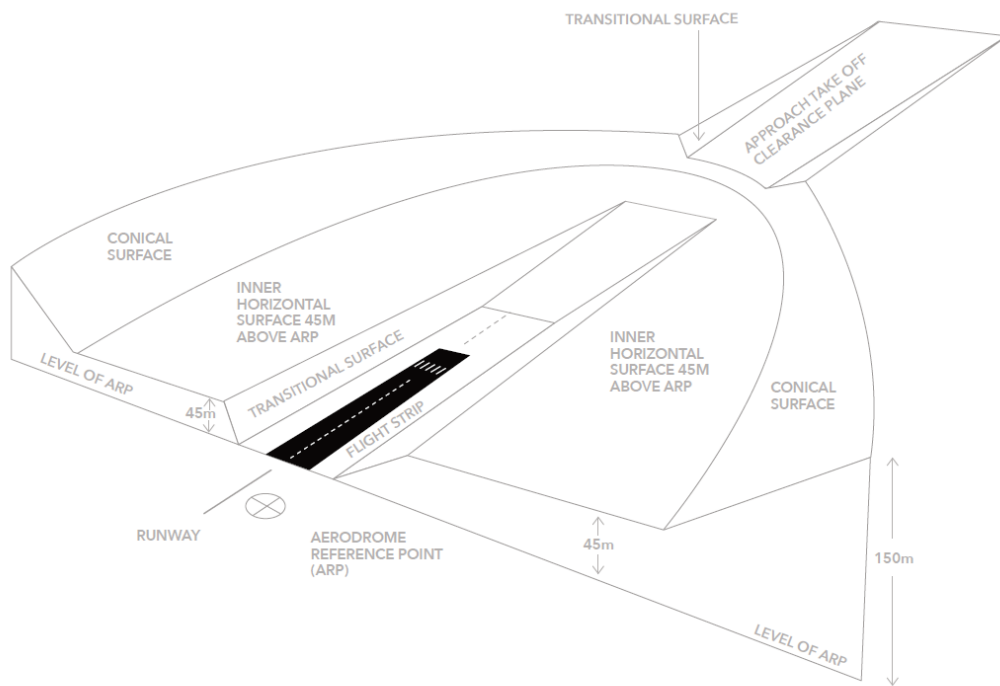 TRANSITIONAL SURFACE
APPROACH TAKE OFF
CLEARANCE PLANE
CONICAL
SURFACE
INNER
HORIZONTAL
SURFACE 45M
ABOVE ARP
LEVEL OF ARP
45m
TRANSITIONAL SURFACE
FLIGHT STRIP
INNER
HORIZONTAL
SURFACE 45M
ABOVE ARP
CONICAL
SURFACE
RUNWAY
AERODROME
REFERENCE POINT
(ARP)
45m
150m
LEVEL OF ARP